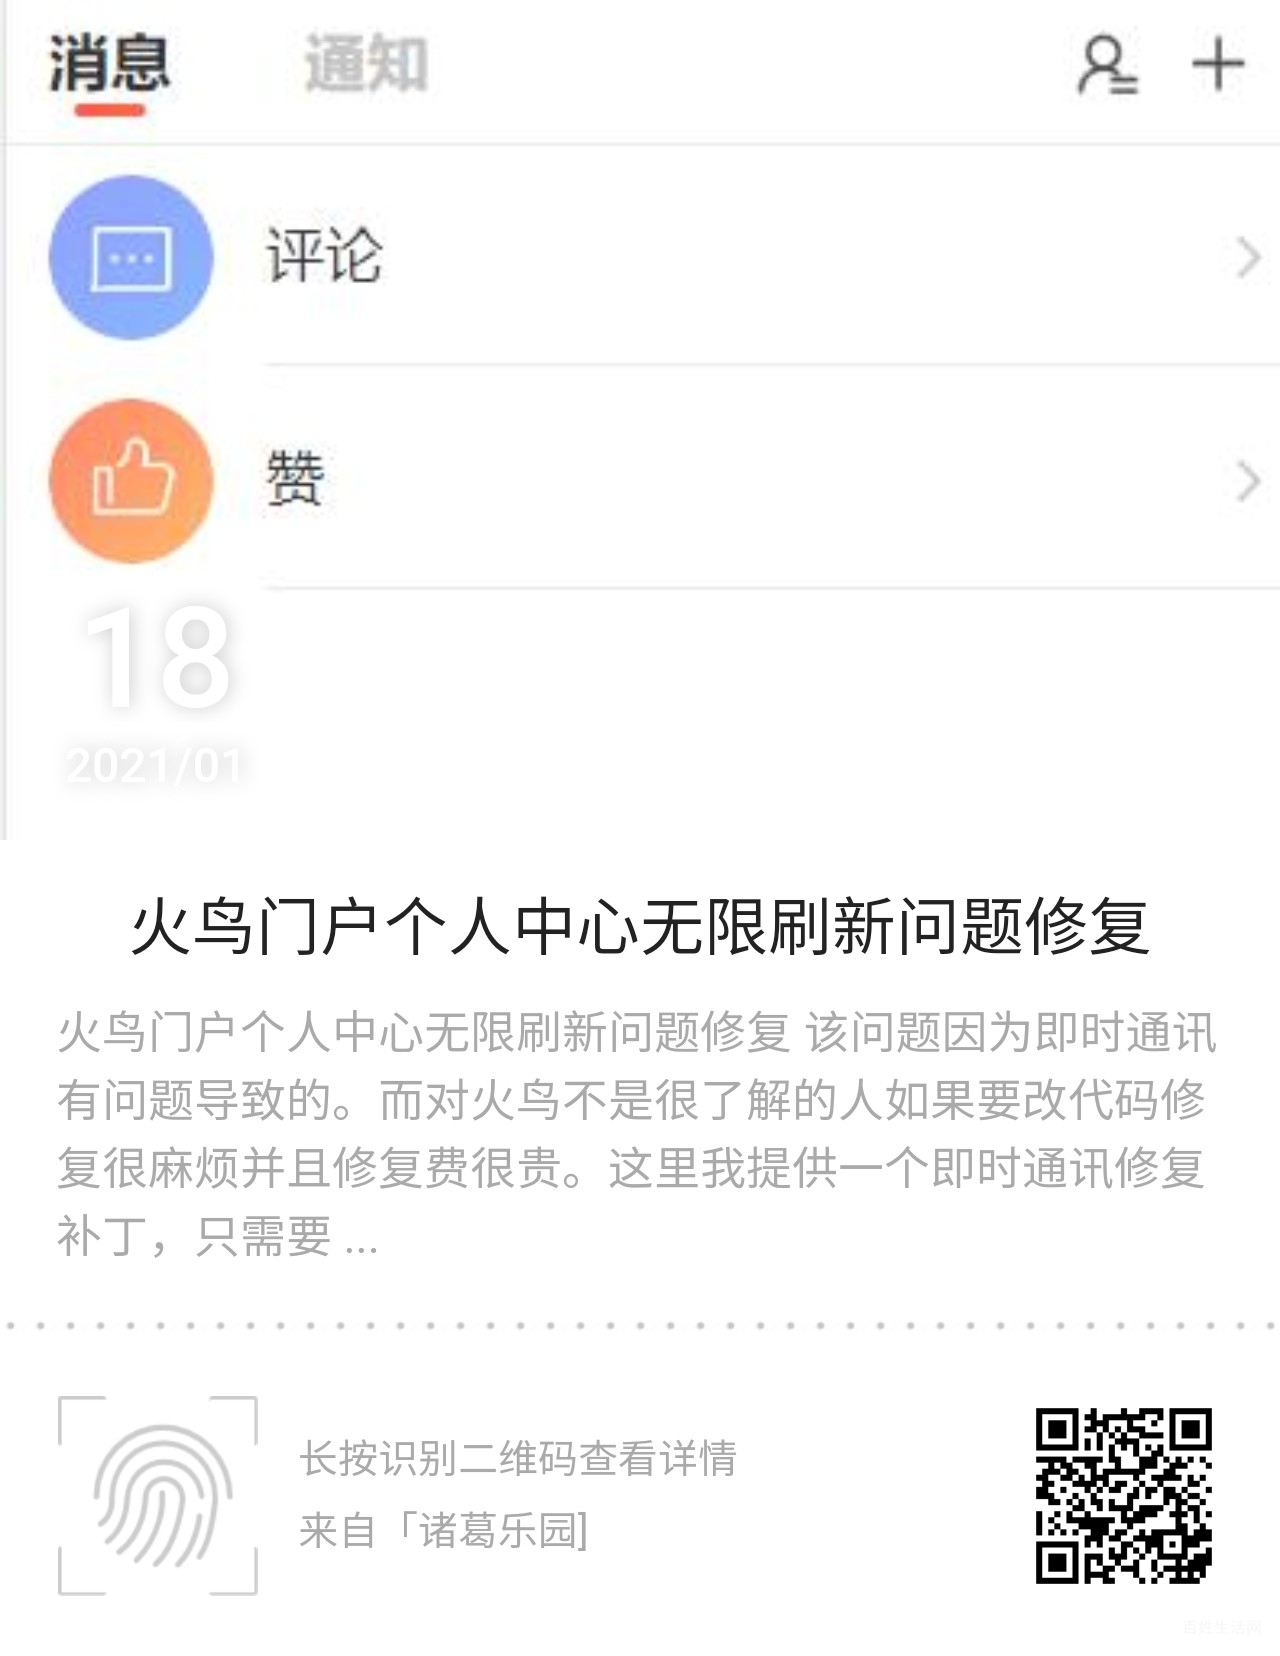 消息 通知
评论
赞
18
2021/01
火鸟门户个人中心无限刷新问题修复
火鸟门户个人中心无限刷新问题修复 该问题因为即时通讯
有问题导致的。而对火鸟不是很了解的人如果要改代码修
复很麻烦并且修复费很贵。这里我提供一个即时通讯修复
补丁，只需要 ...
长按识别二维码查看详情
来自「诸葛乐园]
百姓生活网